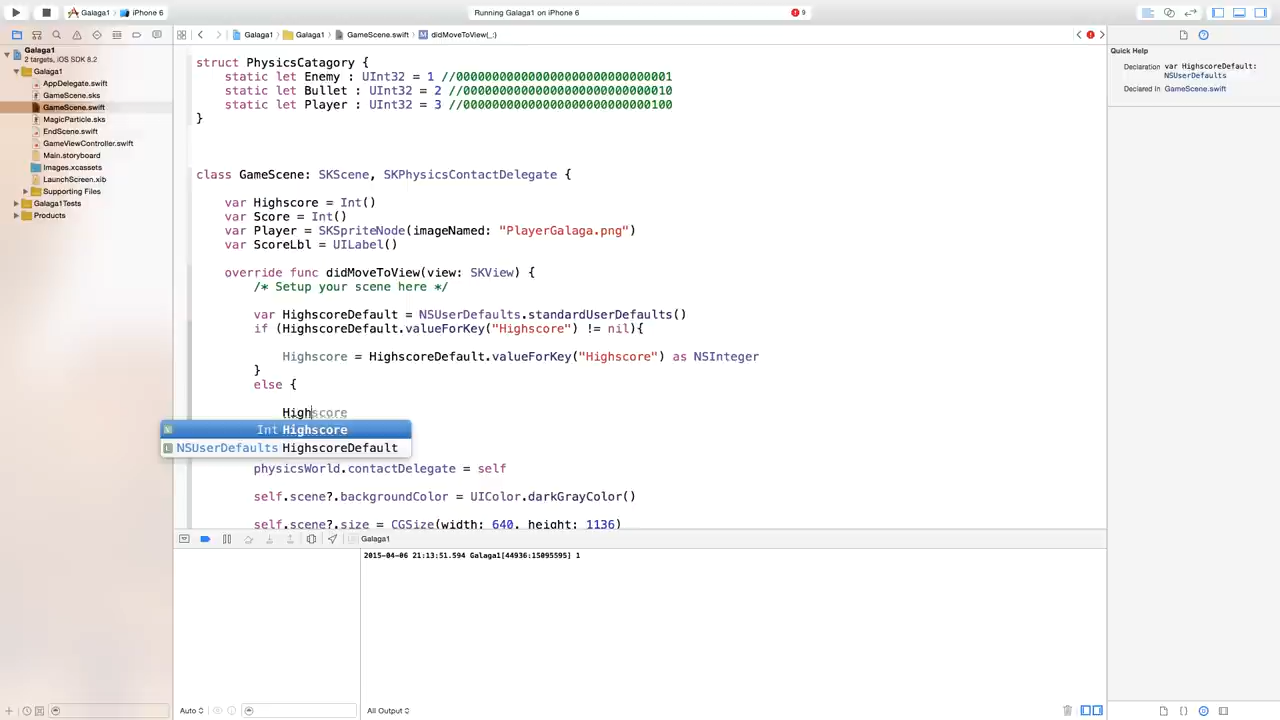 Galaga1 iPhone 6
Running Galaga1 on iPhone 6
9
Galaga1 Galaga1 GameScene.swift M didMoveToView(_:)
Galaga1
2 targets, iOS SDK 8.2
Galaga1
AppDelegate.swift
GameScene.sks
GameScene.swift
MagicParticle.sks
EndScene.swift
GameViewController.swift
Main.storyboard
Images.xcassets
LaunchScreen.xib
Supporting Files
Galaga1Tests
Products
struct PhysicsCatagory {
static let Enemy : UInt32 = 1 //000000000000000000000000000001
static let Bullet : UInt32 = 2 //00000000000000000000000000010
static let Player : UInt32 = 3 //00000000000000000000000000100
}
class GameScene: SKScene, SKPhysicsContactDelegate {
var Highscore = Int()
var Score = Int()
var Player = SKSpriteNode(imageNamed: "PlayerGalaga.png")
var ScoreLbl = UILabel()
override func didMoveToView(view: SKView) {
/* Setup your scene here */
var HighscoreDefault = NSUserDefaults.standardUserDefaults()
if (HighscoreDefault.valueForKey("Highscore") != nil){
Highscore = HighscoreDefault.valueForKey("Highscore") as NSInteger
}
else {
Highscore
V Int Highscore
L NSUserDefaults HighscoreDefault
physicsWorld.contactDelegate = self
self.scene?.backgroundColor = UIColor.darkGrayColor()
self.scene?.size = CGSize(width: 640, height: 1136)
Galaga1
2015-04-06 21:13:51.594 Galaga1[44936:15095595] 1
Auto
All Output
Quick Help
Declaration var HighscoreDefault:
NSUserDefaults
Declared In GameScene.swift